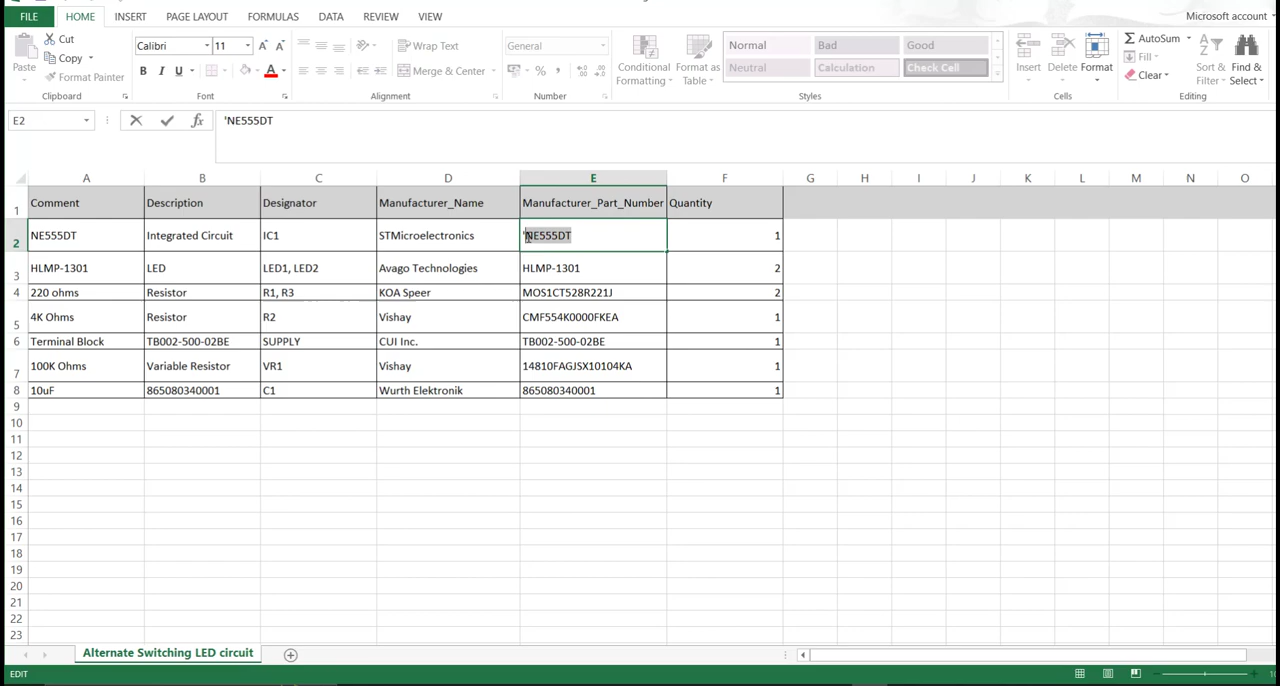 FILE HOME INSERT PAGE LAYOUT FORMULAS DATA REVIEW VIEW Microsoft account
Paste Cut Copy Format Painter
Clipboard
Calibri 11 A A
B I U A
Font
Wrap Text
Merge & Center
Alignment
General
% ,
Number
Conditional Formatting
Format as Table
Normal Bad Good
Neutral Calculation Check Cell
Styles
Insert Delete Format
Cells
AutoSum
Fill
Clear
Sort & Filter
Find & Select
Editing
E2 fx 'NE555DT
A B C D E F G H I J K L M N O
1 Comment Description Designator Manufacturer_Name Manufacturer_Part_Number Quantity
2 NE555DT Integrated Circuit IC1 STMicroelectronics 'NE555DT 1
3 HLMP-1301 LED LED1, LED2 Avago Technologies HLMP-1301 2
4 220 ohms Resistor R1, R3 KOA Speer MOS1CT528R221J 2
5 4K Ohms Resistor R2 Vishay CMF554K0000FKEA 1
6 Terminal Block TB002-500-02BE SUPPLY CUI Inc. TB002-500-02BE 1
7 100K Ohms Variable Resistor VR1 Vishay 14810FAGJSX10104KA 1
8 10uF 865080340001 C1 Wurth Elektronik 865080340001 1
9
10
11
12
13
14
15
16
17
18
19
20
21
22
23
Alternate Switching LED circuit
EDIT